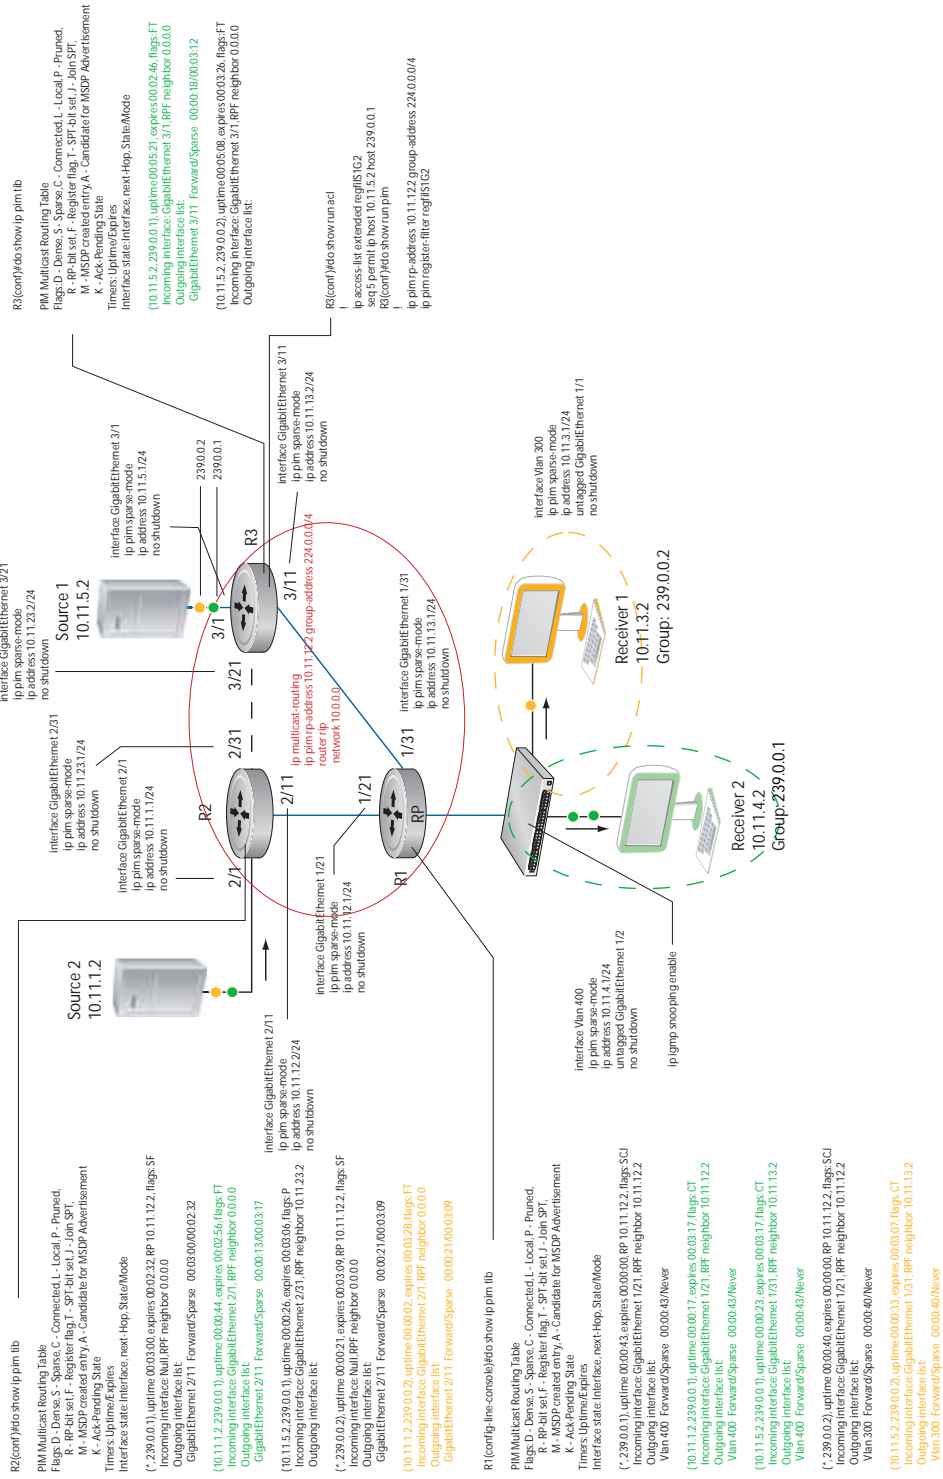 R2(conf)#do show ip pim tib
PIM Multicast Routing Table
Flags: D - Dense, S - Sparse, C - Connected, L - Local, P - Pruned,
R - RP-bit set, F - Register flag, T - SPT-bit set, J - Join SPT,
M - MSDP created entry, A - Candidate for MSDP Advertisement
K - Ack-Pending State
Timers: Uptime/Expires
Interface state: Interface, next-Hop, State/Mode
(*, 239.0.0.1), uptime 00:03:00, expires 00:02:32, RP 10.11.12.2, flags: SF
Incoming interface: Null, RPF neighbor 0.0.0.0
Outgoing interface list:
GigabitEthernet 2/11 Forward/Sparse 00:03:00/00:02:32
(10.11.1.2, 239.0.0.1), uptime 00:00:44, expires 00:02:56, flags: FT
Incoming interface: GigabitEthernet 2/1, RPF neighbor 0.0.0.0
Outgoing interface list:
GigabitEthernet 2/11 Forward/Sparse 00:00:13/00:03:17
(10.11.5.2, 239.0.0.1), uptime 00:00:26, expires 00:03:06, flags: P
Incoming interface: GigabitEthernet 2/31, RPF neighbor 10.11.23.2
Outgoing interface list:
(*, 239.0.0.2), uptime 00:00:21, expires 00:03:09, RP 10.11.12.2, flags: SF
Incoming interface: Null, RPF neighbor 0.0.0.0
Outgoing interface list:
GigabitEthernet 2/11 Forward/Sparse 00:00:21/00:03:09
(10.11.1.2, 239.0.0.2), uptime 00:00:02, expires 00:03:28, flags: FT
Incoming interface: GigabitEthernet 2/1, RPF neighbor 0.0.0.0
Outgoing interface list:
GigabitEthernet 2/11 Forward/Sparse 00:00:21/00:03:09
R1(config-line-console)#do show ip pim tib
PIM Multicast Routing Table
Flags: D - Dense, S - Sparse, C - Connected, L - Local, P - Pruned,
R - RP-bit set, F - Register flag, T - SPT-bit set, J - Join SPT,
M - MSDP created entry, A - Candidate for MSDP Advertisement
K - Ack-Pending State
Timers: Uptime/Expires
Interface state: Interface, next-Hop, State/Mode
(*, 239.0.0.1), uptime 00:00:43, expires 00:00:00, RP 10.11.12.2, flags: SCJ
Incoming interface: GigabitEthernet 1/21, RPF neighbor 10.11.12.2
Outgoing interface list:
Vlan 400 Forward/Sparse 00:00:43/Never
(10.11.1.2, 239.0.0.1), uptime 00:00:17, expires 00:03:17, flags: CT
Incoming interface: GigabitEthernet 1/21, RPF neighbor 10.11.12.2
Outgoing interface list:
Vlan 400 Forward/Sparse 00:00:43/Never
(10.11.5.2, 239.0.0.1), uptime 00:00:23, expires 00:03:17, flags: CT
Incoming interface: GigabitEthernet 1/31, RPF neighbor 10.11.13.2
Outgoing interface list:
Vlan 400 Forward/Sparse 00:00:43/Never
(*, 239.0.0.2), uptime 00:00:40, expires 00:00:00, RP 10.11.12.2, flags: SCJ
Incoming interface: GigabitEthernet 1/21, RPF neighbor 10.11.12.2
Outgoing interface list:
Vlan 300 Forward/Sparse 00:00:40/Never
(10.11.5.2, 239.0.0.2), uptime 00:00:33, expires 00:03:07, flags: CT
Incoming interface: GigabitEthernet 1/31, RPF neighbor 10.11.13.2
Outgoing interface list:
Vlan 300 Forward/Sparse 00:00:40/Never
Source 2
10.11.1.2
interface GigabitEthernet 2/11
ip pim sparse-mode
ip address 10.11.12.2/24
no shutdown
interface GigabitEthernet 2/31
ip pim sparse-mode
ip address 10.11.23.1/24
no shutdown
interface GigabitEthernet 2/1
ip pim sparse-mode
ip address 10.11.1.1/24
no shutdown
2/1
R2
2/31
2/11
interface GigabitEthernet 1/21
ip pim sparse-mode
ip address 10.11.12.1/24
no shutdown
1/21
R1
RP
1/31
interface GigabitEthernet 1/31
ip pim sparse-mode
ip address 10.11.13.1/24
no shutdown
ip multicast-routing
ip pim rp-address 10.11.12.2 group-address 224.0.0.0/4
router rip
network 10.0.0.0
interface GigabitEthernet 3/21
ip pim sparse-mode
ip address 10.11.23.2/24
no shutdown
Source 1
10.11.5.2
interface GigabitEthernet 3/1
ip pim sparse-mode
ip address 10.11.5.1/24
no shutdown
239.0.0.2
239.0.0.1
3/1
3/21
R3
3/11
interface GigabitEthernet 3/11
ip pim sparse-mode
ip address 10.11.13.2/24
no shutdown
interface Vlan 400
ip pim sparse-mode
ip address 10.11.4.1/24
untagged GigabitEthernet 1/2
no shutdown
ip igmp snooping enable
Receiver 2
10.11.4.2
Group: 239.0.0.1
Receiver 1
10.11.3.2
Group: 239.0.0.2
interface Vlan 300
ip pim sparse-mode
ip address 10.11.3.1/24
untagged GigabitEthernet 1/1
no shutdown
R3(conf)#do show ip pim tib
PIM Multicast Routing Table
Flags: D - Dense, S - Sparse, C - Connected, L - Local, P - Pruned,
R - RP-bit set, F - Register flag, T - SPT-bit set, J - Join SPT,
M - MSDP created entry, A - Candidate for MSDP Advertisement
K - Ack-Pending State
Timers: Uptime/Expires
Interface state: Interface, next-Hop, State/Mode
(10.11.5.2, 239.0.0.1), uptime 00:05:21, expires 00:02:46, flags: FT
Incoming interface: GigabitEthernet 3/1, RPF neighbor 0.0.0.0
Outgoing interface list:
GigabitEthernet 3/11 Forward/Sparse 00:00:18/00:03:12
(10.11.5.2, 239.0.0.2), uptime 00:05:08, expires 00:03:26, flags: FT
Incoming interface: GigabitEthernet 3/1, RPF neighbor 0.0.0.0
Outgoing interface list:
R3(conf)#do show run acl
!
ip access-list extended regfilS1G2
seq 5 permit ip host 10.11.5.2 host 239.0.0.1
R3(conf)#do show run pim
!
ip pim rp-address 10.11.12.2 group-address 224.0.0.0/4
ip pim register-filter regfilS1G2